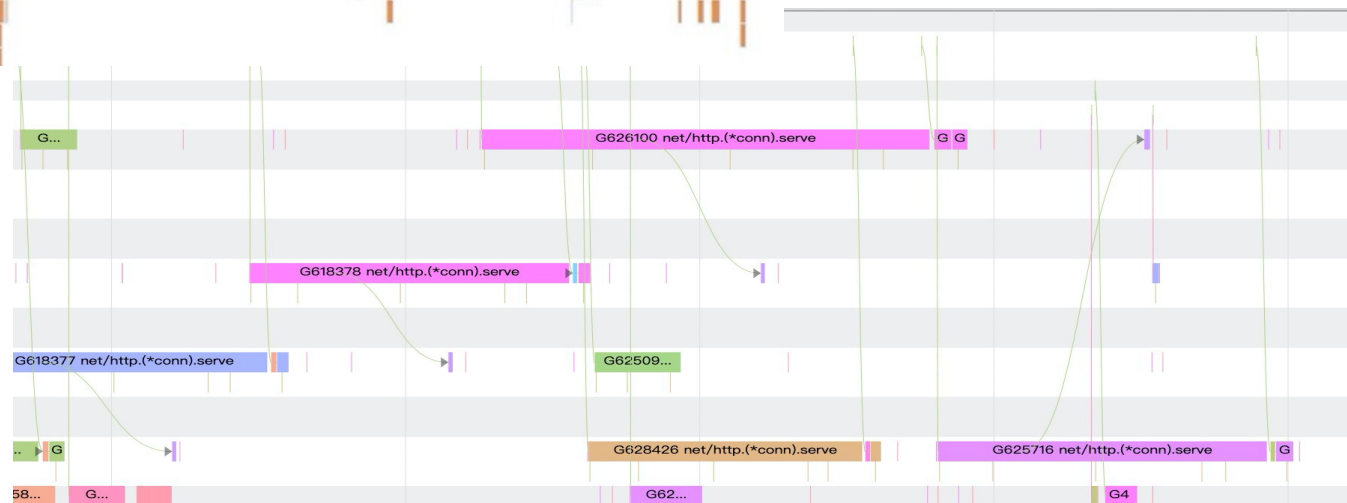 G...
G626100 net/http.(*conn).serve
G
G
G618378 net/http.(*conn).serve
G618377 net/http.(*conn).serve
G62509...
..
G
G628426 net/http.(*conn).serve
G625716 net/http.(*conn).serve
G
58...
G...
G62...
G4